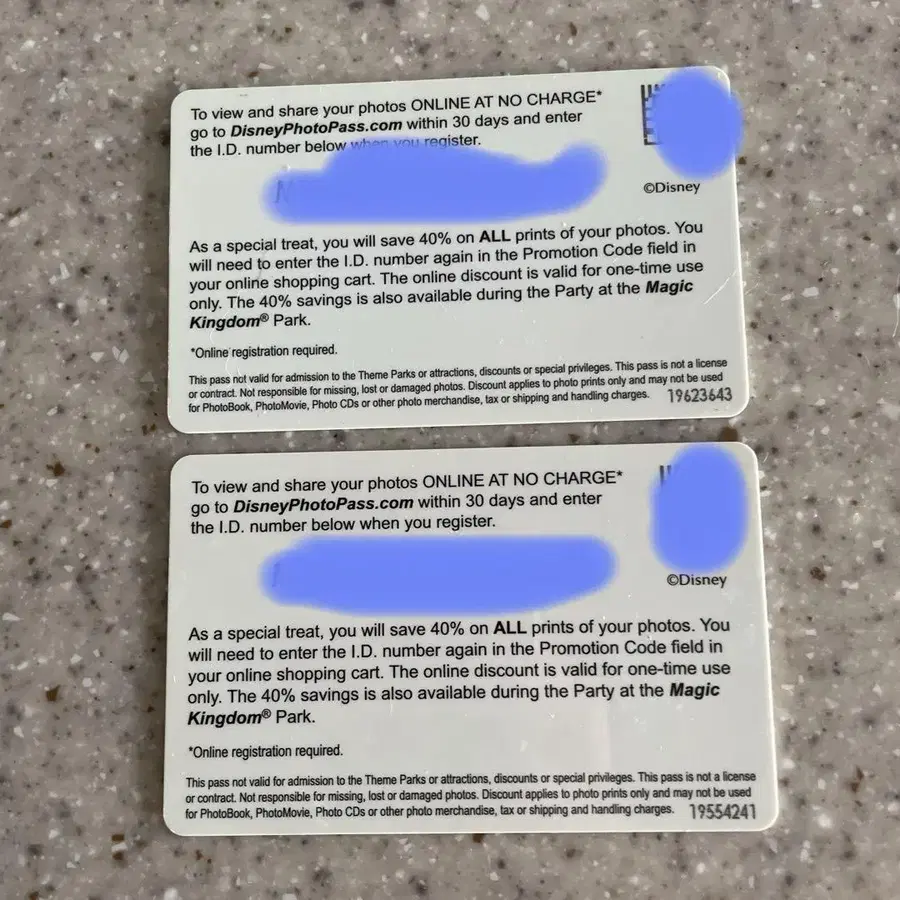 To view and share your photos ONLINE AT NO CHARGE*
go to DisneyPhotoPass.com within 30 days and enter
the I.D. number below when you register.
©Disney
As a special treat, you will save 40% on ALL prints of your photos. You
will need to enter the I.D. number again in the Promotion Code field in
your online shopping cart. The online discount is valid for one-time use
only. The 40% savings is also available during the Party at the Magic
Kingdom® Park.
*Online registration required.
This pass not valid for admission to the Theme Parks or attractions, discounts or special privileges. This pass is not a license
or contract. Not responsible for missing, lost or damaged photos. Discount applies to photo prints only and may not be used
for PhotoBook, PhotoMovie, Photo CDs or other photo merchandise, tax or shipping and handling charges. 19623643
To view and share your photos ONLINE AT NO CHARGE*
go to DisneyPhotoPass.com within 30 days and enter
the I.D. number below when you register.
©Disney
As a special treat, you will save 40% on ALL prints of your photos. You
will need to enter the I.D. number again in the Promotion Code field in
your online shopping cart. The online discount is valid for one-time use
only. The 40% savings is also available during the Party at the Magic
Kingdom® Park.
*Online registration required.
This pass not valid for admission to the Theme Parks or attractions, discounts or special privileges. This pass is not a license
or contract. Not responsible for missing, lost or damaged photos. Discount applies to photo prints only and may not be used
for PhotoBook, PhotoMovie, Photo CDs or other photo merchandise, tax or shipping and handling charges. 19554241